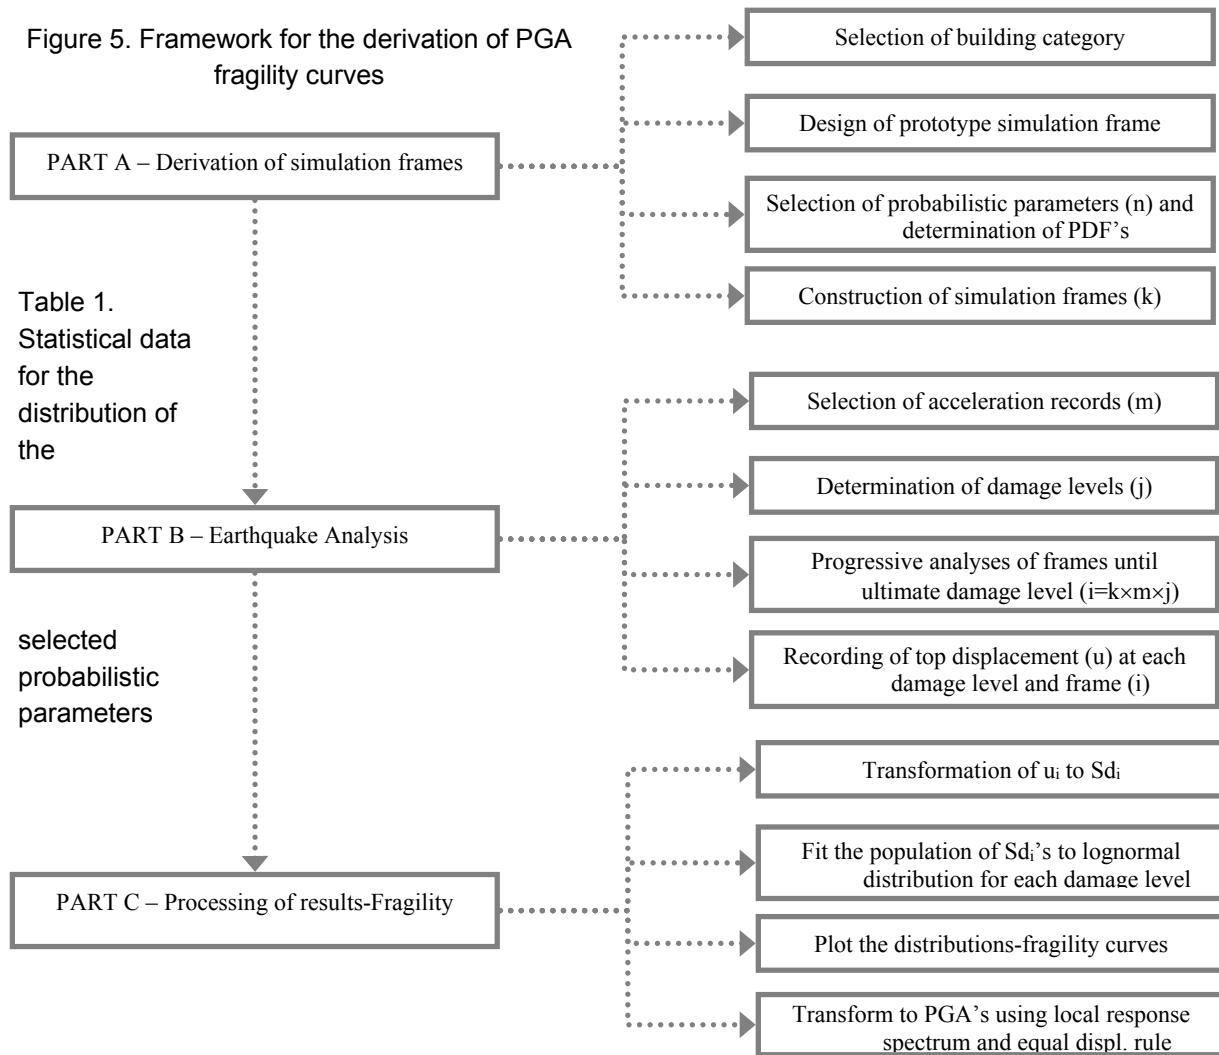 Figure 5. Framework for the derivation of PGA
fragility curves
PART A – Derivation of simulation frames
Selection of building category
Design of prototype simulation frame
Selection of probabilistic parameters (n) and
determination of PDF's
Construction of simulation frames (k)
Table 1.
Statistical data
for the
distribution of
the
PART B – Earthquake Analysis
Selection of acceleration records (m)
Determination of damage levels (j)
Progressive analyses of frames until
ultimate damage level (i=k×m×j)
Recording of top displacement (u) at each
damage level and frame (i)
selected
probabilistic
parameters
PART C – Processing of results-Fragility
Transformation of uᵢ to Sdᵢ
Fit the population of Sdᵢ's to lognormal
distribution for each damage level
Plot the distributions-fragility curves
Transform to PGA's using local response
spectrum and equal displ. rule